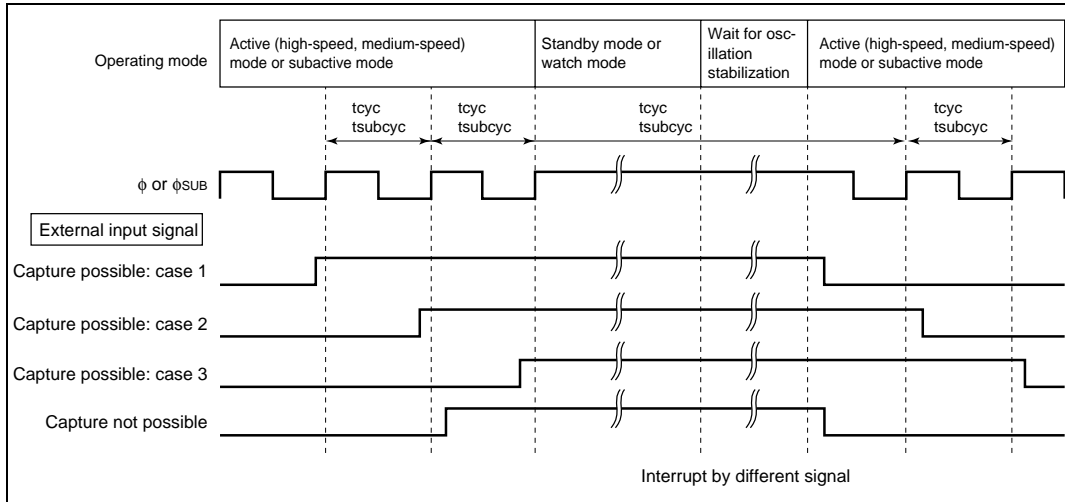 Operating mode
Active (high-speed, medium-speed)
mode or subactive mode
Standby mode or
watch mode
Wait for osc-
illation
stabilization
Active (high-speed, medium-speed)
mode or subactive mode
tcyc
tsubcyc
tcyc
tsubcyc
tcyc
tsubcyc
tcyc
tsubcyc
φ or φSUB
External input signal
Capture possible: case 1
Capture possible: case 2
Capture possible: case 3
Capture not possible
Interrupt by different signal